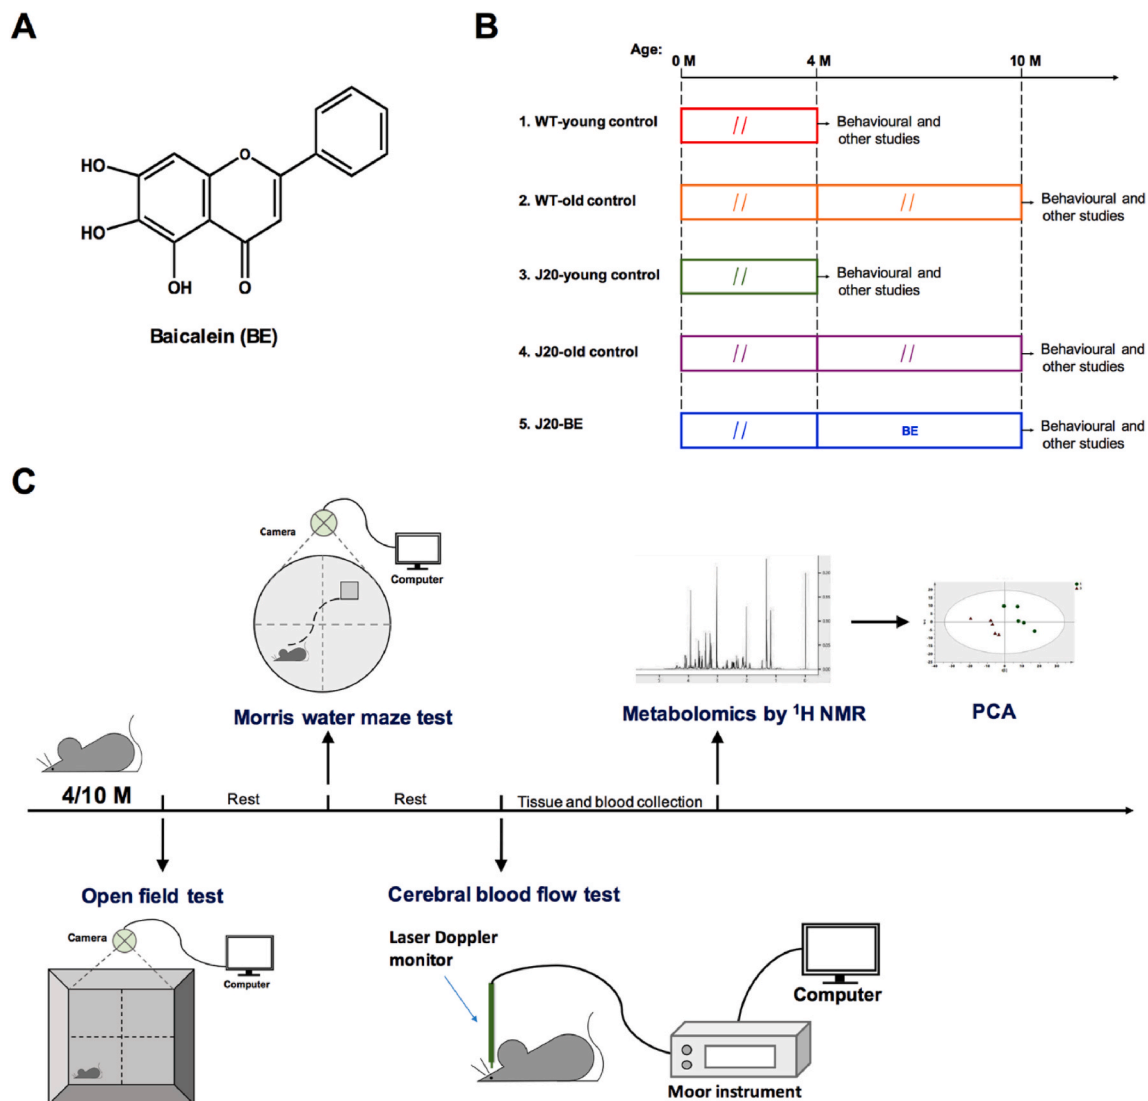 A
HO
HO
OH
O
O
Baicalein (BE)
B
Age:
0 M
4 M
10 M
1. WT-young control
//
Behavioural and
other studies
2. WT-old control
//
//
Behavioural and
other studies
3. J20-young control
//
Behavioural and
other studies
4. J20-old control
//
//
Behavioural and
other studies
5. J20-BE
//
BE
Behavioural and
other studies
C
Camera
Computer
Morris water maze test
Metabolomics by ¹H NMR
PCA
4/10 M
Rest
Rest
Tissue and blood collection
Open field test
Camera
Computer
Cerebral blood flow test
Laser Doppler
monitor
Computer
Moor instrument